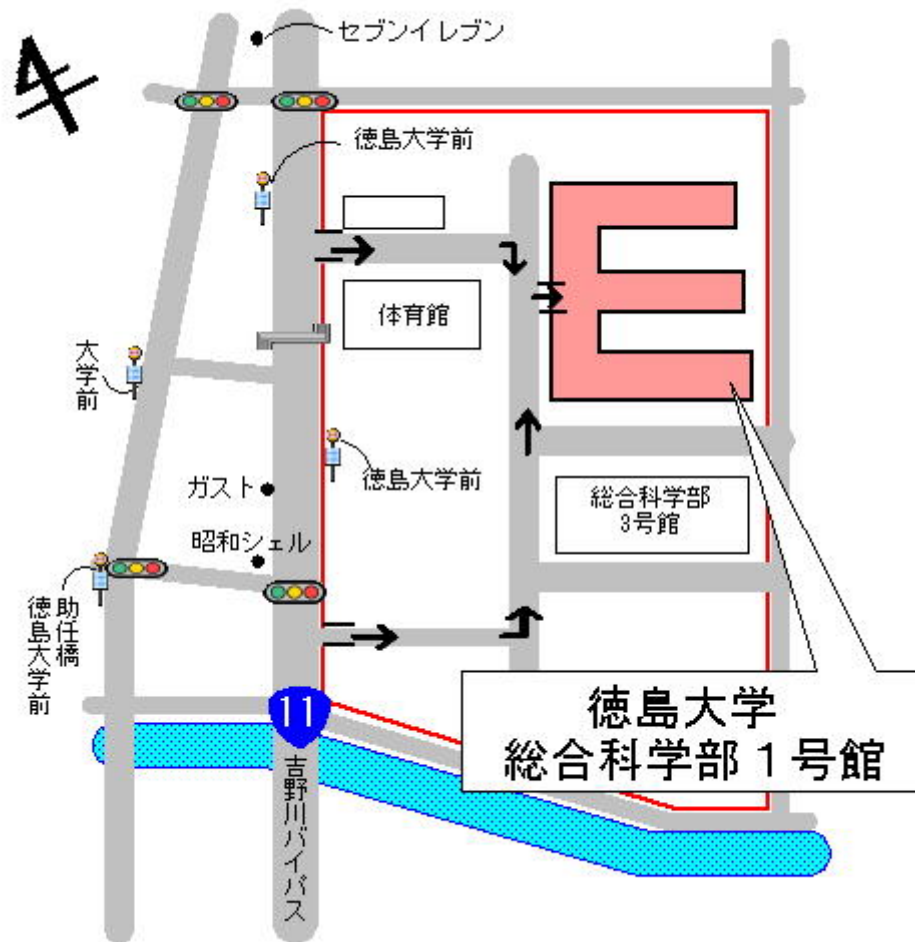 セブンイレブン
徳島大学前
体育館
大学前
徳島大学前
ガスト
総合科学部
3号館
昭和シェル
助任橋
徳島大学前
11
徳島大学
総合科学部1号館
吉野川バイパス